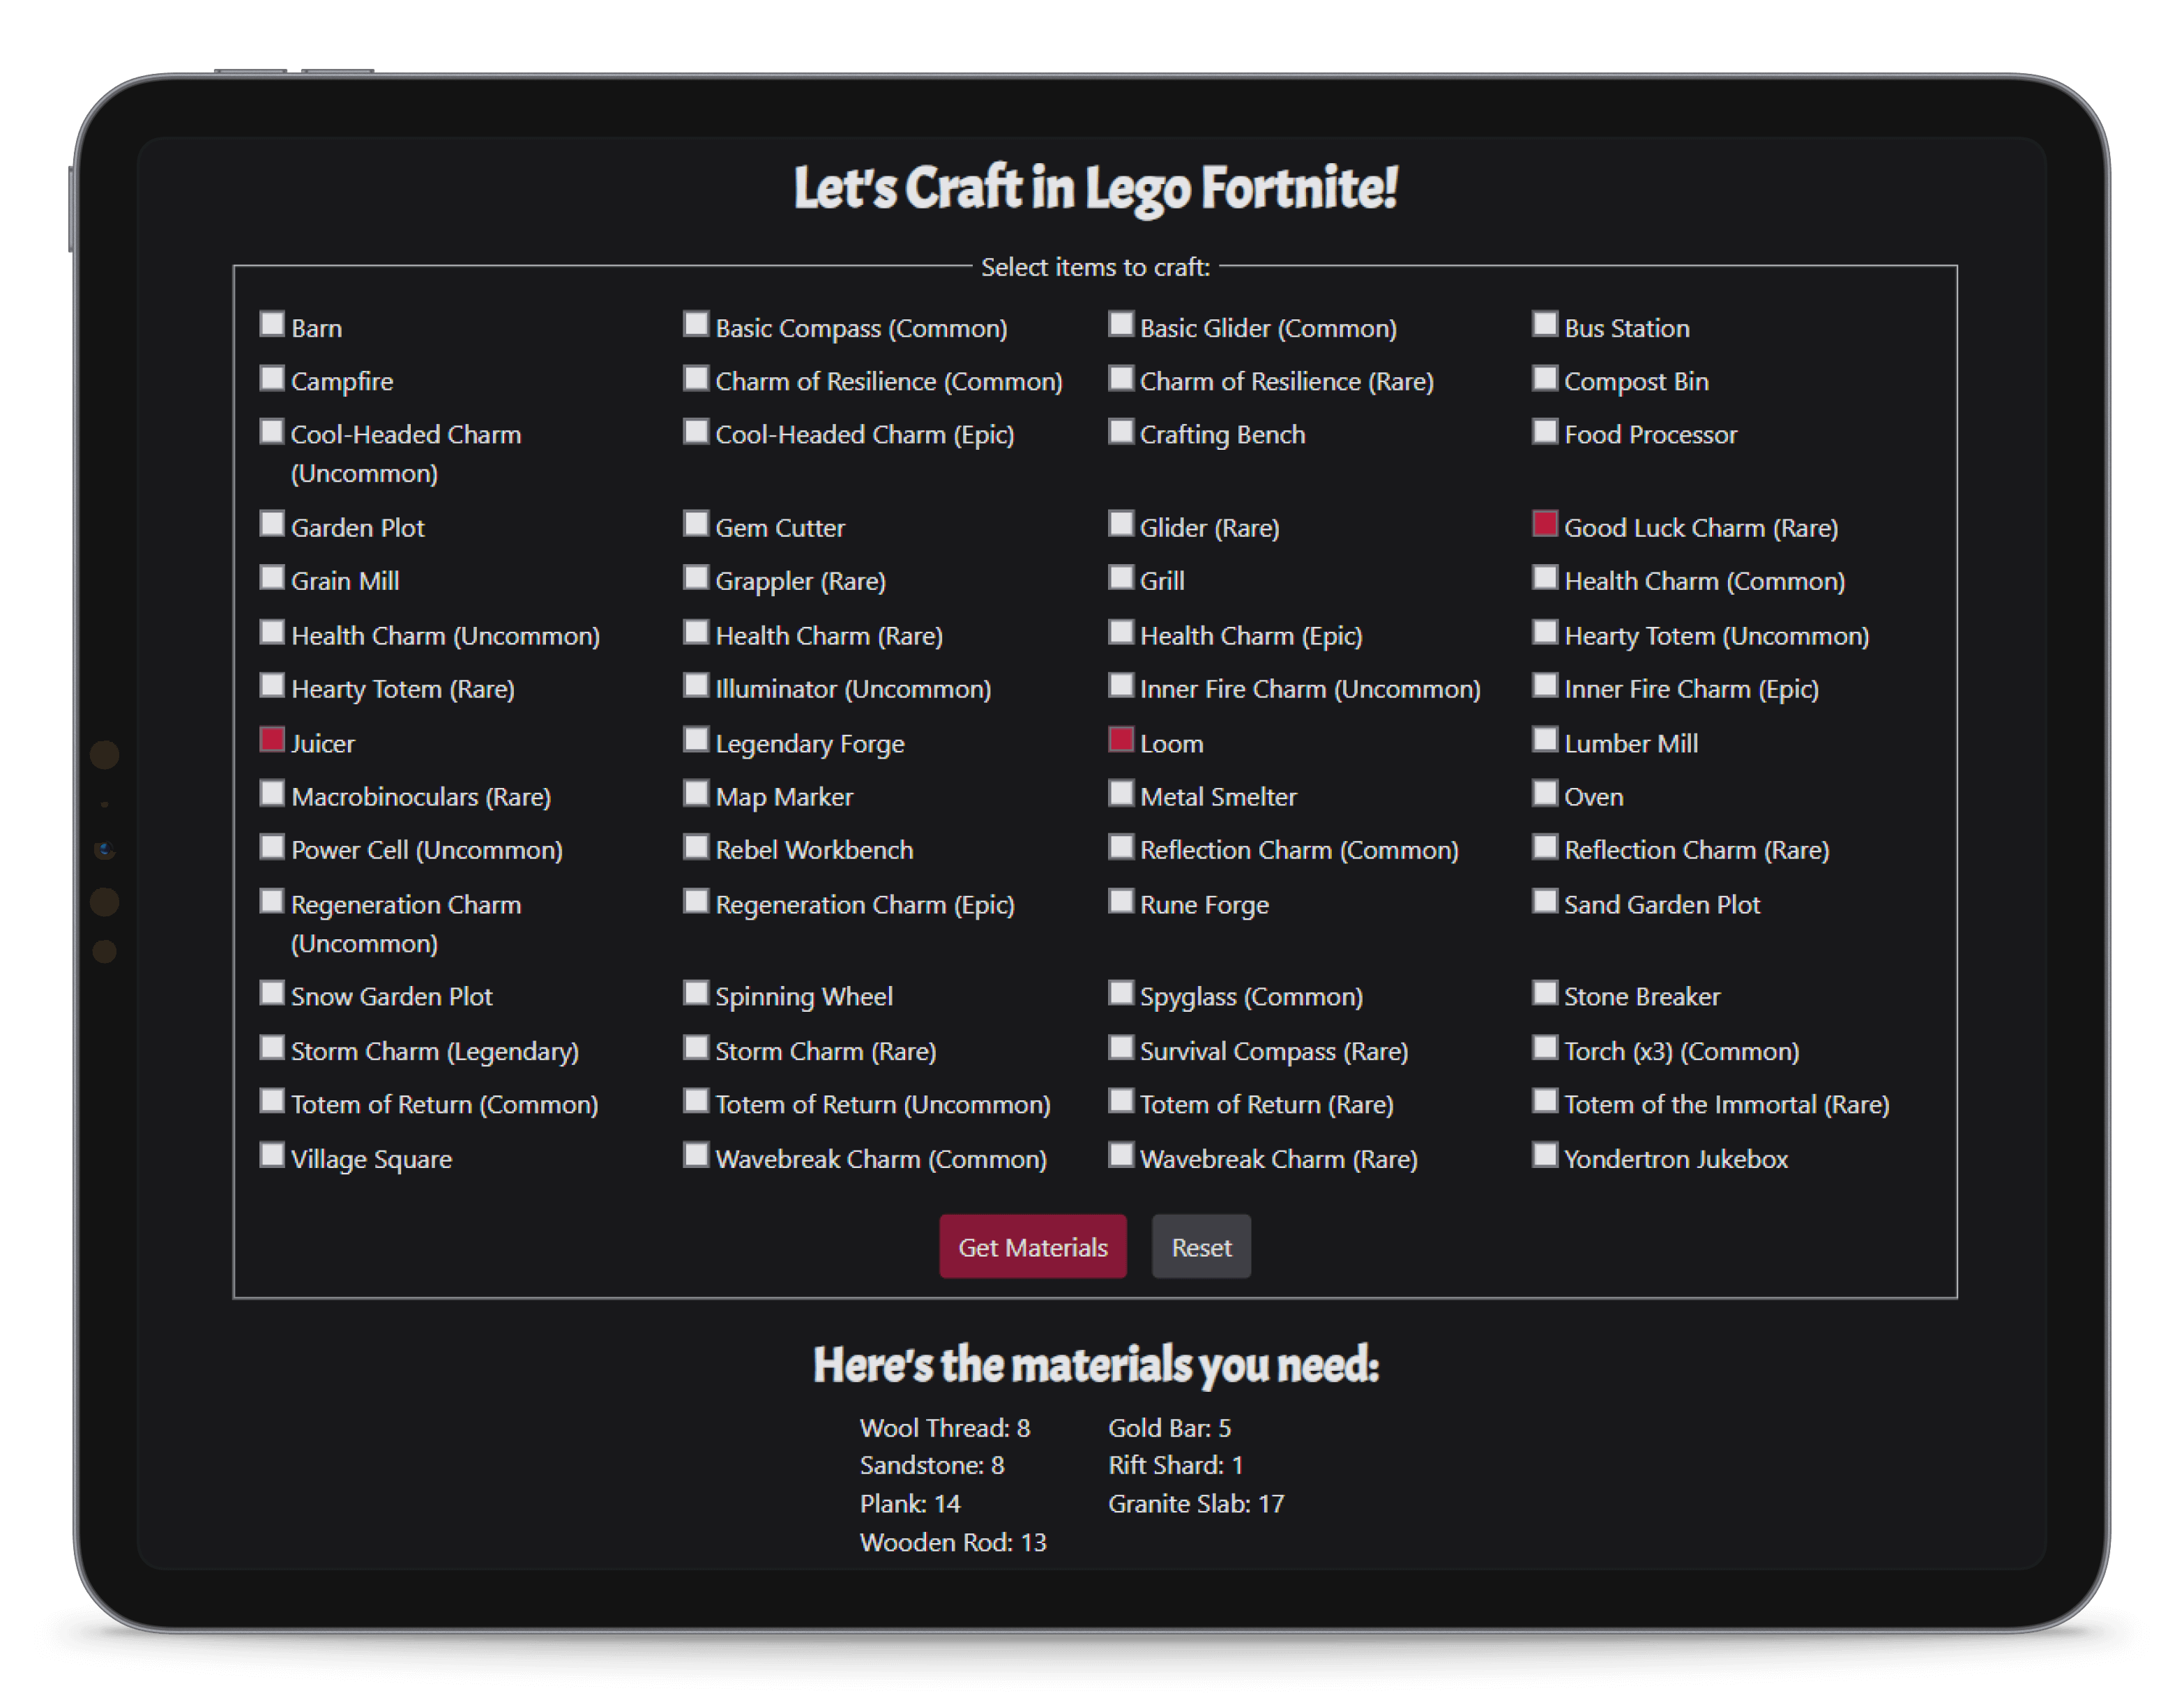 Let's Craft in Lego Fortnite!
Select items to craft:
Barn
Basic Compass (Common)
Basic Glider (Common)
Bus Station
Campfire
Charm of Resilience (Common)
Charm of Resilience (Rare)
Compost Bin
Cool-Headed Charm
(Uncommon)
Cool-Headed Charm (Epic)
Crafting Bench
Food Processor
Garden Plot
Gem Cutter
Glider (Rare)
Good Luck Charm (Rare)
Grain Mill
Grappler (Rare)
Grill
Health Charm (Common)
Health Charm (Uncommon)
Health Charm (Rare)
Health Charm (Epic)
Hearty Totem (Uncommon)
Hearty Totem (Rare)
Illuminator (Uncommon)
Inner Fire Charm (Uncommon)
Inner Fire Charm (Epic)
Juicer
Legendary Forge
Loom
Lumber Mill
Macrobinoculars (Rare)
Map Marker
Metal Smelter
Oven
Power Cell (Uncommon)
Rebel Workbench
Reflection Charm (Common)
Reflection Charm (Rare)
Regeneration Charm
(Uncommon)
Regeneration Charm (Epic)
Rune Forge
Sand Garden Plot
Snow Garden Plot
Spinning Wheel
Spyglass (Common)
Stone Breaker
Storm Charm (Legendary)
Storm Charm (Rare)
Survival Compass (Rare)
Torch (x3) (Common)
Totem of Return (Common)
Totem of Return (Uncommon)
Totem of Return (Rare)
Totem of the Immortal (Rare)
Village Square
Wavebreak Charm (Common)
Wavebreak Charm (Rare)
Yondertron Jukebox
Get Materials
Reset
Here's the materials you need:
Wool Thread: 8
Sandstone: 8
Plank: 14
Wooden Rod: 13
Gold Bar: 5
Rift Shard: 1
Granite Slab: 17